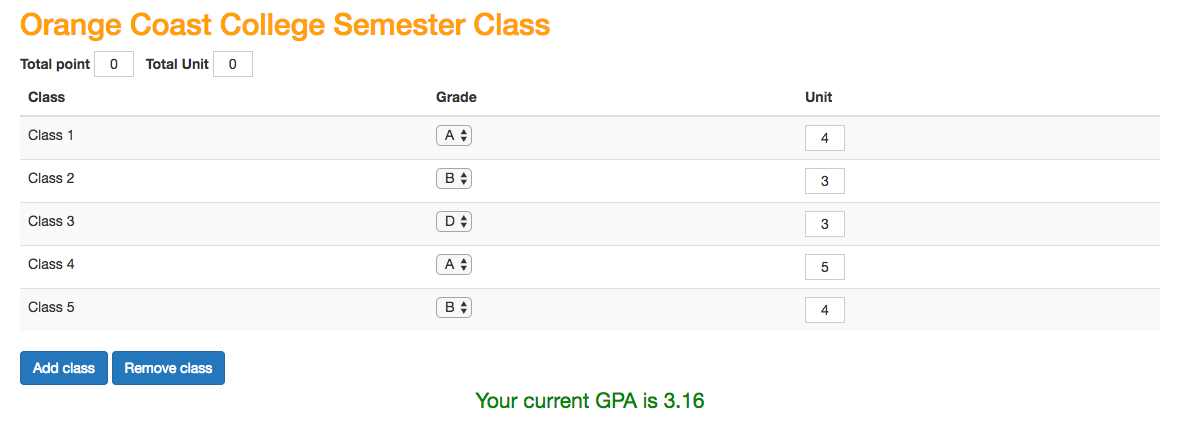 Orange Coast College Semester Class
Total point 0 Total Unit 0
Class Grade Unit
Class 1 A 4
Class 2 B 3
Class 3 D 3
Class 4 A 5
Class 5 B 4
Add class Remove class
Your current GPA is 3.16